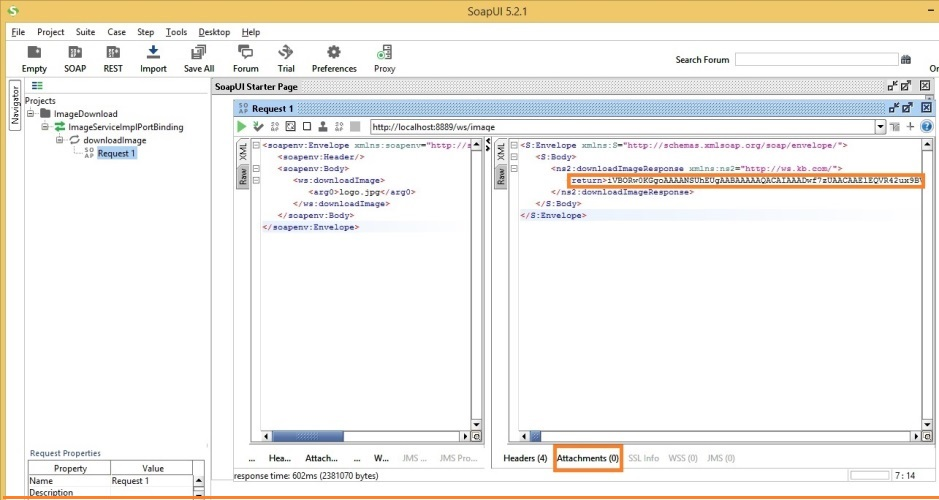 SoapUI 5.2.1
File Project Suite Case Step Tools Desktop Help
Empty SOAP REST Import Save All Forum Trial Preferences Proxy
Search Forum
On
Navigator
Projects
ImageDownload
ImageServiceImplPortBinding
downloadImage
Request 1
SoapUI Starter Page
Request 1
http://localhost:8889/ws/image
XML
Raw
<soapenv:Envelope xmlns:soapenv="http://s
<soapenv:Header/>
<soapenv:Body>
<ws:downloadImage>
<arg0>logo.jpg</arg0>
</ws:downloadImage>
</soapenv:Body>
</soapenv:Envelope>
XML
Raw
<S:Envelope xmlns:S="http://schemas.xmlsoap.org/soap/envelope/">
<S:Body>
<ns2:downloadImageResponse xmlns:ns2="http://ws.kb.com/">
</ns2:downloadImageResponse>
</S:Body>
</S:Envelope>
... Hea... Attach... ... W... JMS ... JMS Pro...
Headers (4) Attachments (0) SSL Info WSS (0) JMS (0)
response time: 602ms (2381070 bytes)
7 : 14
Request Properties
Property Value
Name Request 1
Description